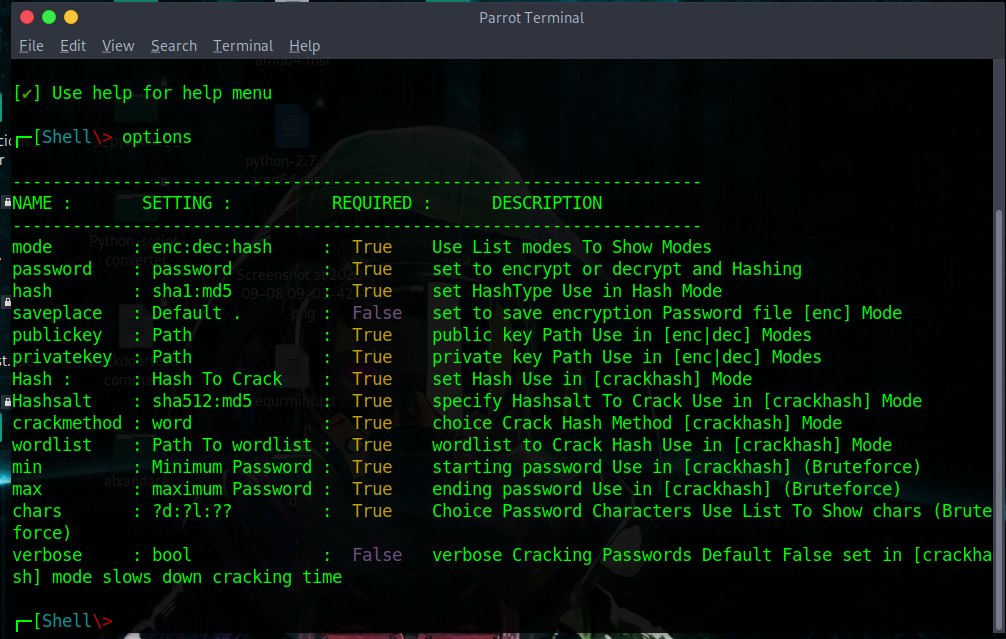 Parrot Terminal
File Edit View Search Terminal Help
[✔] Use help for help menu
┌─[Shell\> options
---------------------------------------------------------------------
NAME : SETTING : REQUIRED : DESCRIPTION
---------------------------------------------------------------------
mode : enc:dec:hash : True Use List modes To Show Modes
password : password : True set to encrypt or decrypt and Hashing
hash : sha1:md5 : True set HashType Use in Hash Mode
saveplace : Default . : False set to save encryption Password file [enc] Mode
publickey : Path : True public key Path Use in [enc|dec] Modes
privatekey : Path : True private key Path Use in [enc|dec] Modes
Hash : : Hash To Crack : True set Hash Use in [crackhash] Mode
Hashsalt : sha512:md5 : True specify Hashsalt To Crack Use in [crackhash] Mode
crackmethod : word : True choice Crack Hash Method [crackhash] Mode
wordlist : Path To wordlist : True wordlist to Crack Hash Use in [crackhash] Mode
min : Minimum Password : True starting password Use in [crackhash] (Bruteforce)
max : maximum Password : True ending password Use in [crackhash] (Bruteforce)
chars : ?d:?l:?? : True Choice Password Characters Use List To Show chars (Brute
force)
verbose : bool : False verbose Cracking Passwords Default False set in [crackha
sh] mode slows down cracking time
┌─[Shell\>